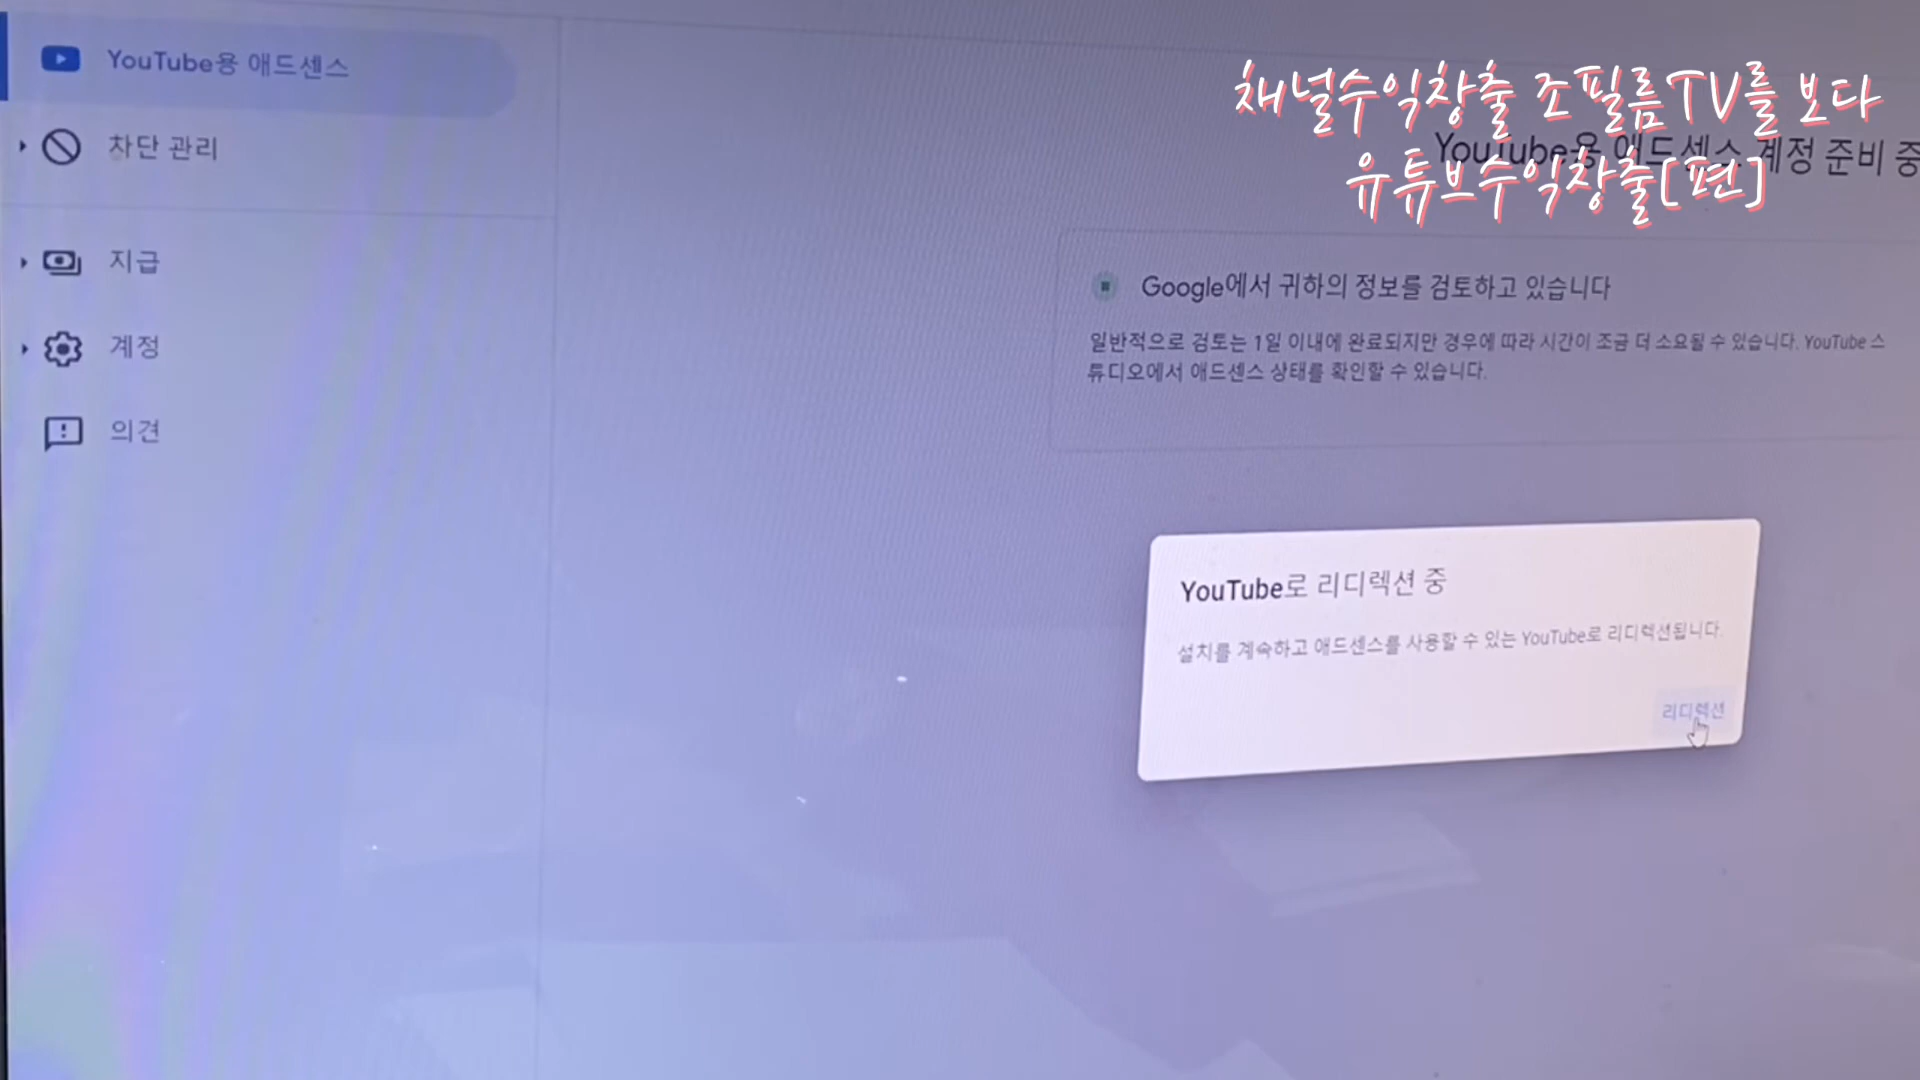 YouTube용 애드센스
차단 관리
지급
계정
의견
채널수익창출 조필름TV를 보다
유튜브수익창출[편]
YouTube용 애드센스 계정 준비 중
Google에서 귀하의 정보를 검토하고 있습니다
일반적으로 검토는 1일 이내에 완료되지만 경우에 따라 시간이 조금 더 소요될 수 있습니다. YouTube 스
튜디오에서 애드센스 상태를 확인할 수 있습니다.
YouTube로 리디렉션 중
설치를 계속하고 애드센스를 사용할 수 있는 YouTube로 리디렉션됩니다.
리디렉션